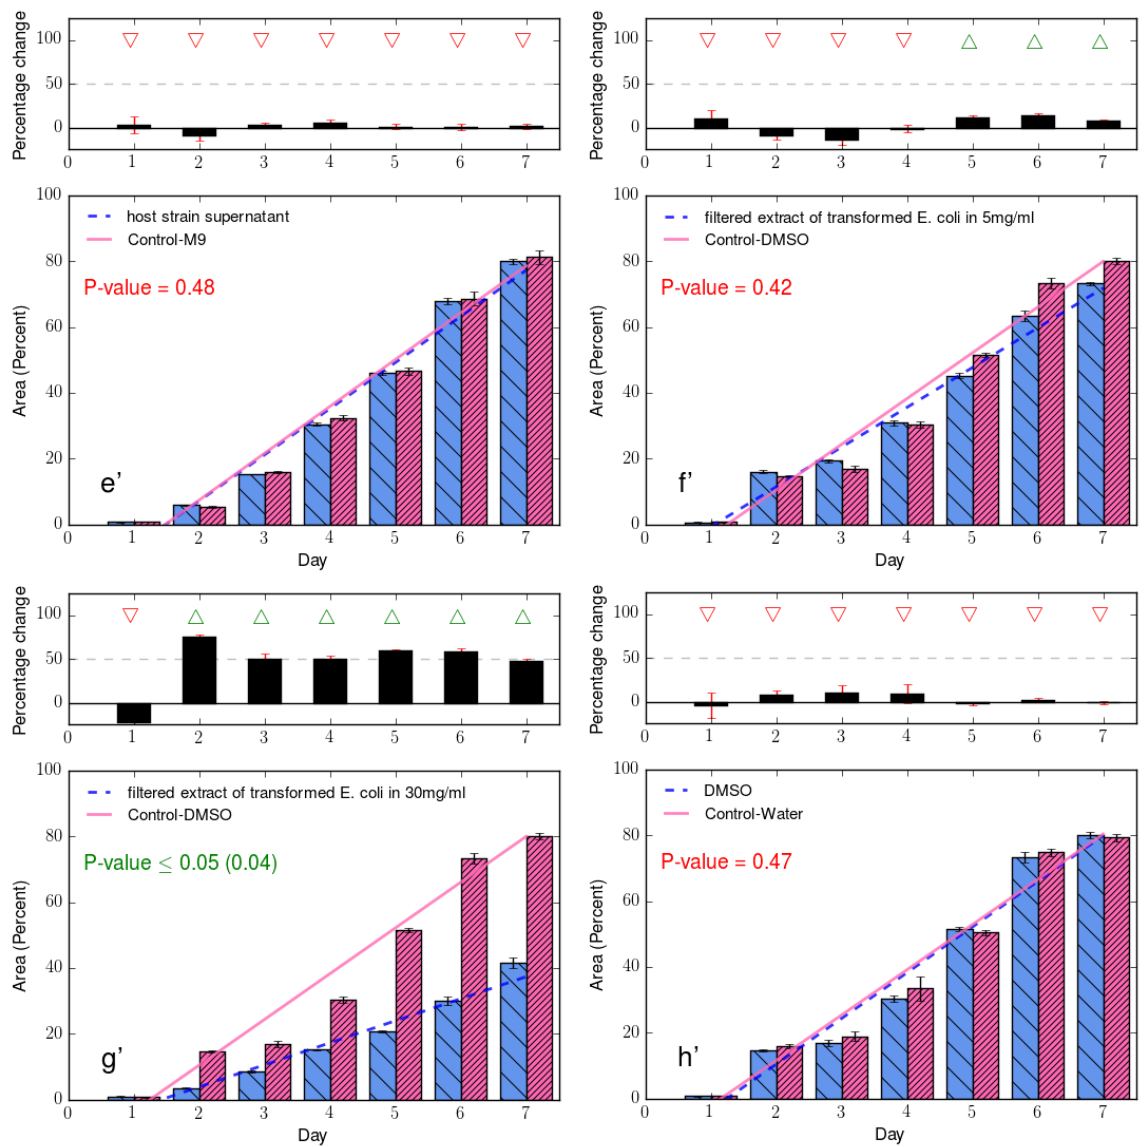 Percentage change
100
50
0
0 1 2 3 4 5 6 7
Percentage change
100
50
0
0 1 2 3 4 5 6 7
Area (Percent)
100
80
60
40
20
0
host strain supernatant
Control-M9
P-value = 0.48
e’
0 1 2 3 4 5 6 7
Day
Area (Percent)
100
80
60
40
20
0
filtered extract of transformed E. coli in 5mg/ml
Control-DMSO
P-value = 0.42
f’
0 1 2 3 4 5 6 7
Day
Percentage change
100
50
0
0 1 2 3 4 5 6 7
Percentage change
100
50
0
0 1 2 3 4 5 6 7
Area (Percent)
100
80
60
40
20
0
filtered extract of transformed E. coli in 30mg/ml
Control-DMSO
P-value ≤ 0.05 (0.04)
g’
0 1 2 3 4 5 6 7
Day
Area (Percent)
100
80
60
40
20
0
DMSO
Control-Water
P-value = 0.47
h’
0 1 2 3 4 5 6 7
Day